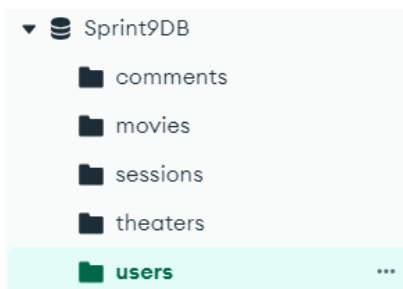 Sprint9DB
comments
movies
sessions
theaters
users